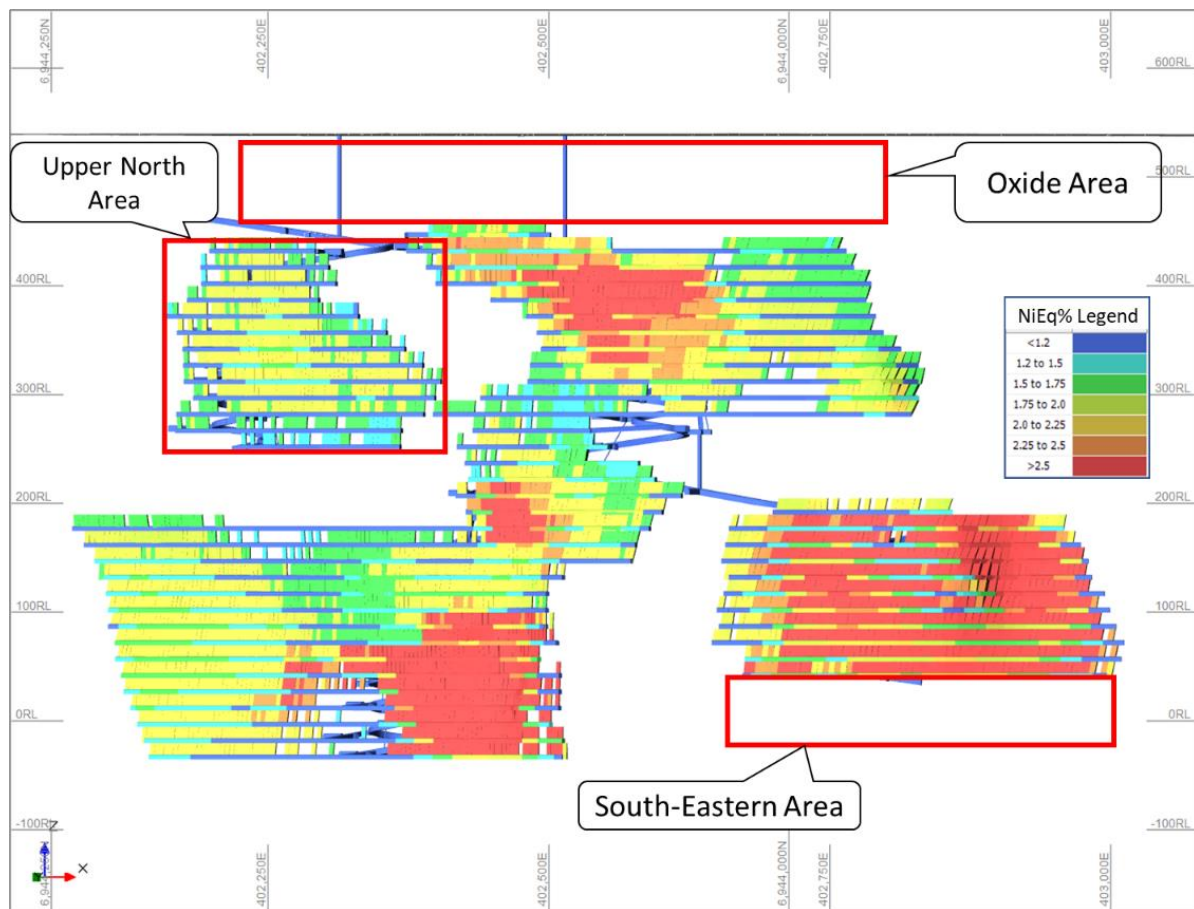 6,944,250N
402,250E
402,500E
6,944,000N
402,750E
403,000E
600RL
600RL
Upper North
Area
Oxide Area
500RL
400RL
400RL
NiEq% Legend
<1.2
1.2 to 1.5
1.5 to 1.75
1.75 to 2.0
2.0 to 2.25
2.25 to 2.5
>2.5
300RL
300RL
200RL
200RL
100RL
100RL
0RL
0RL
South-Eastern Area
-100RL
-100RL
Z
X
402,250E
402,500E
6,944,000N
402,750E
403,000E